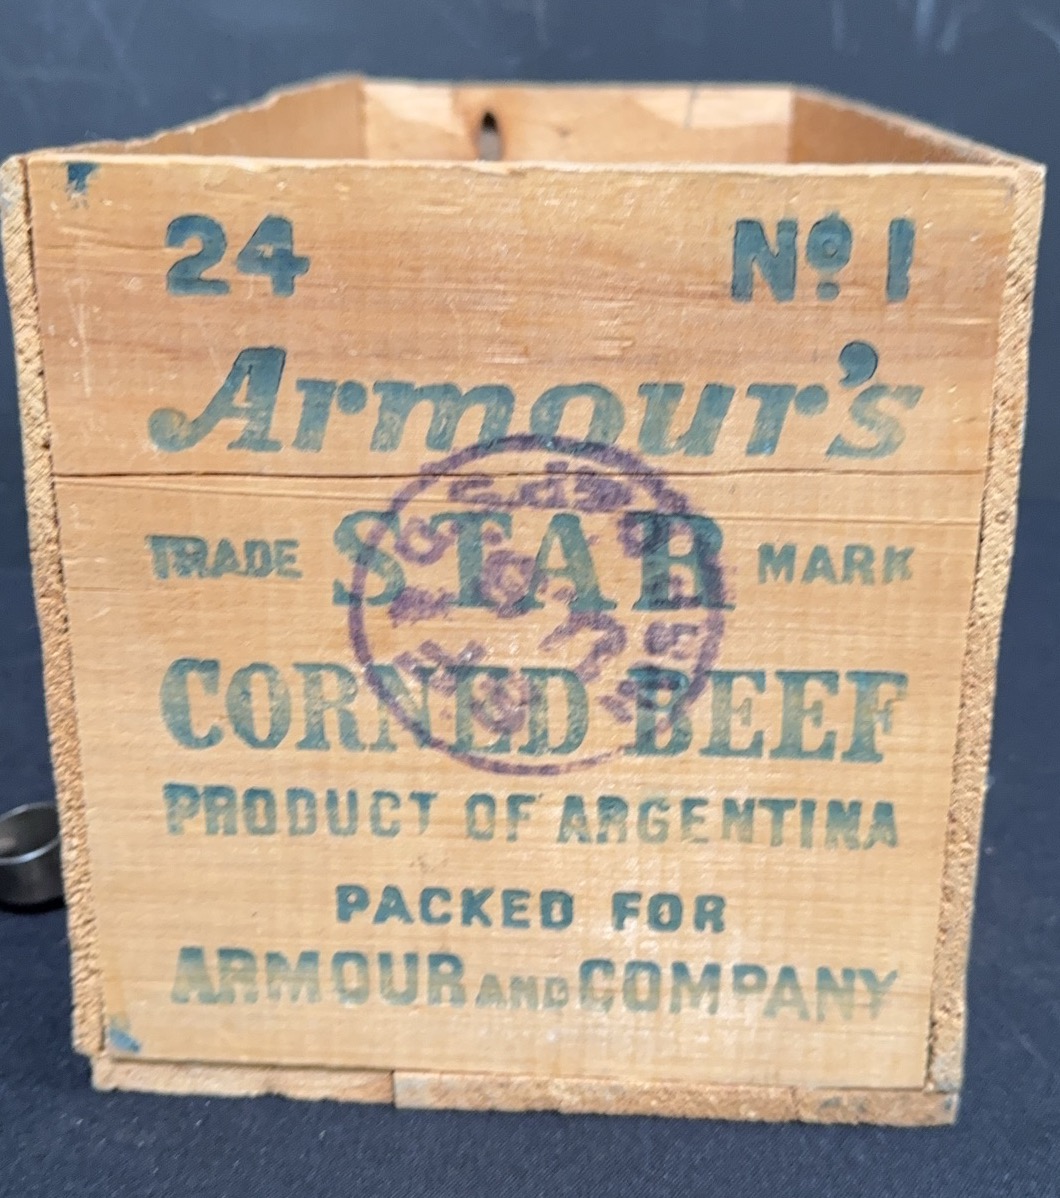 24 Nº 1
Armour's
TRADE STAR MARK
CORNED BEEF
PRODUCT OF ARGENTINA
PACKED FOR
ARMOUR AND COMPANY